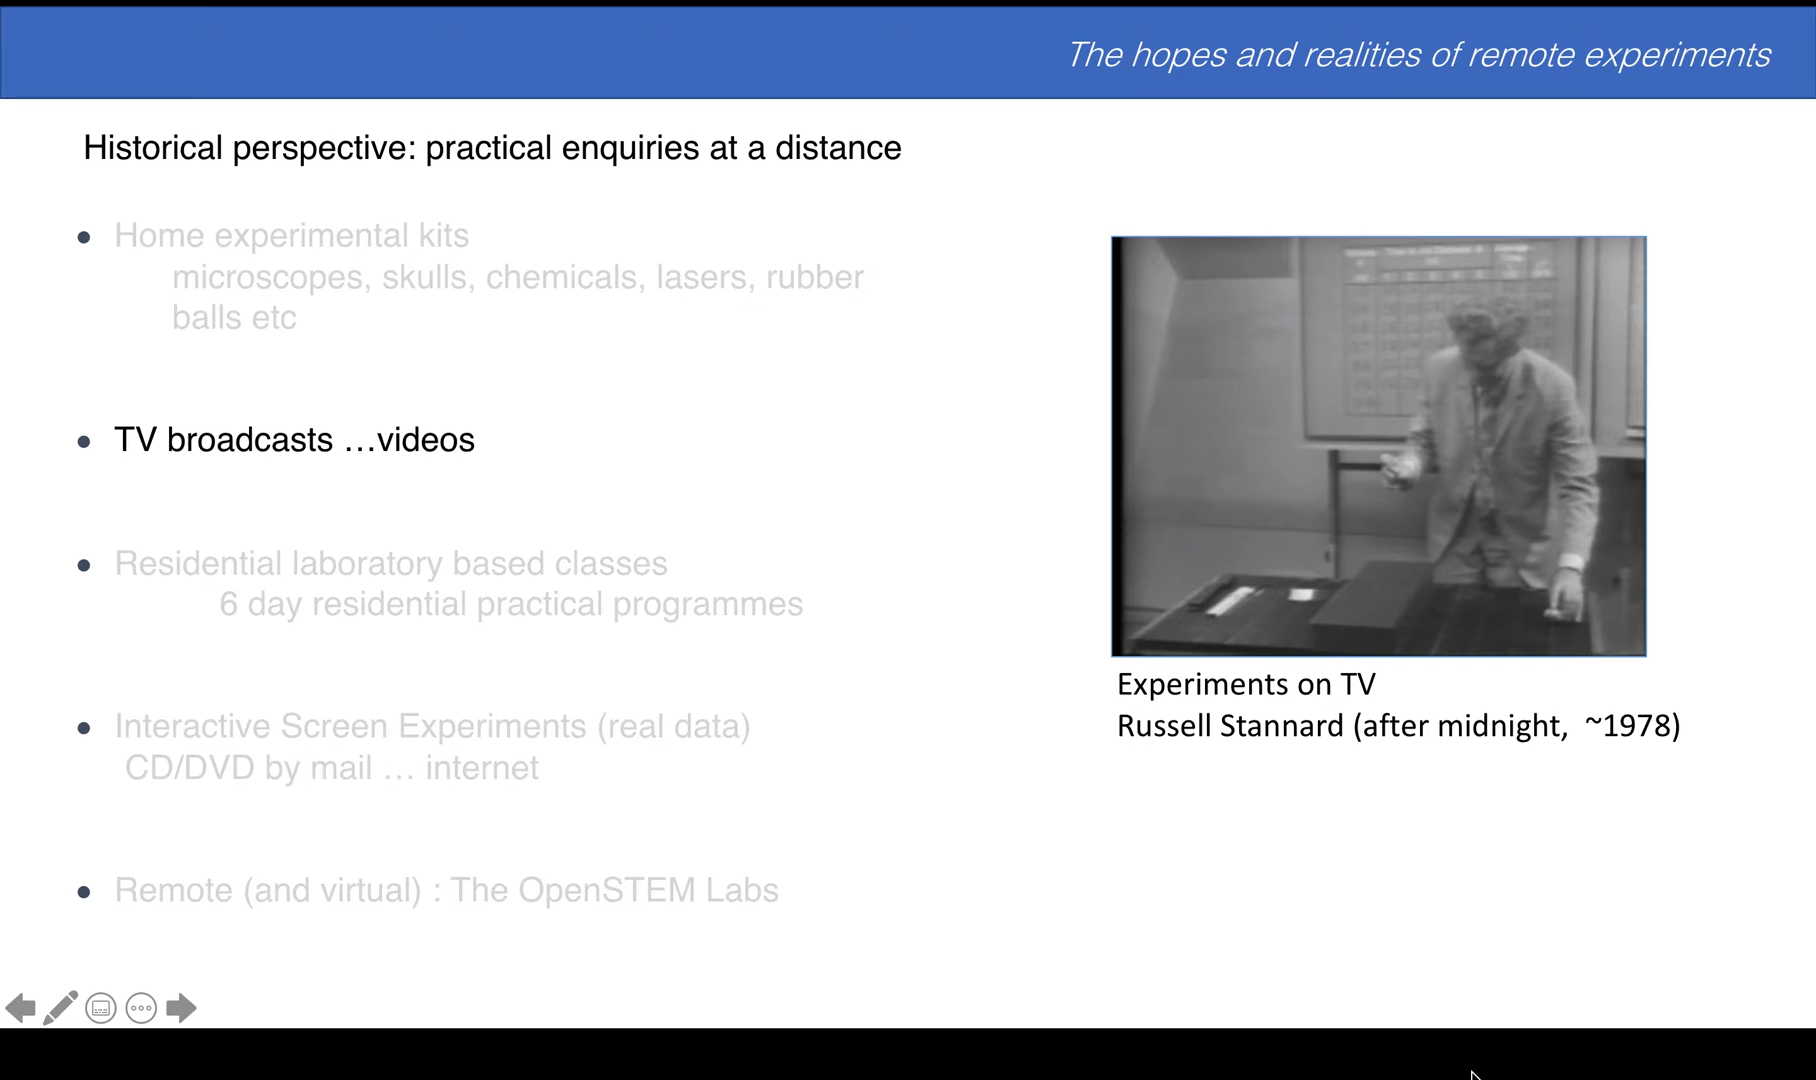 The hopes and realities of remote experiments
Historical perspective: practical enquiries at a distance
• Home experimental kits
microscopes, skulls, chemicals, lasers, rubber
balls etc
• TV broadcasts …videos
• Residential laboratory based classes
6 day residential practical programmes
• Interactive Screen Experiments (real data)
CD/DVD by mail … internet
• Remote (and virtual) : The OpenSTEM Labs
Experiments on TV
Russell Stannard (after midnight, ~1978)